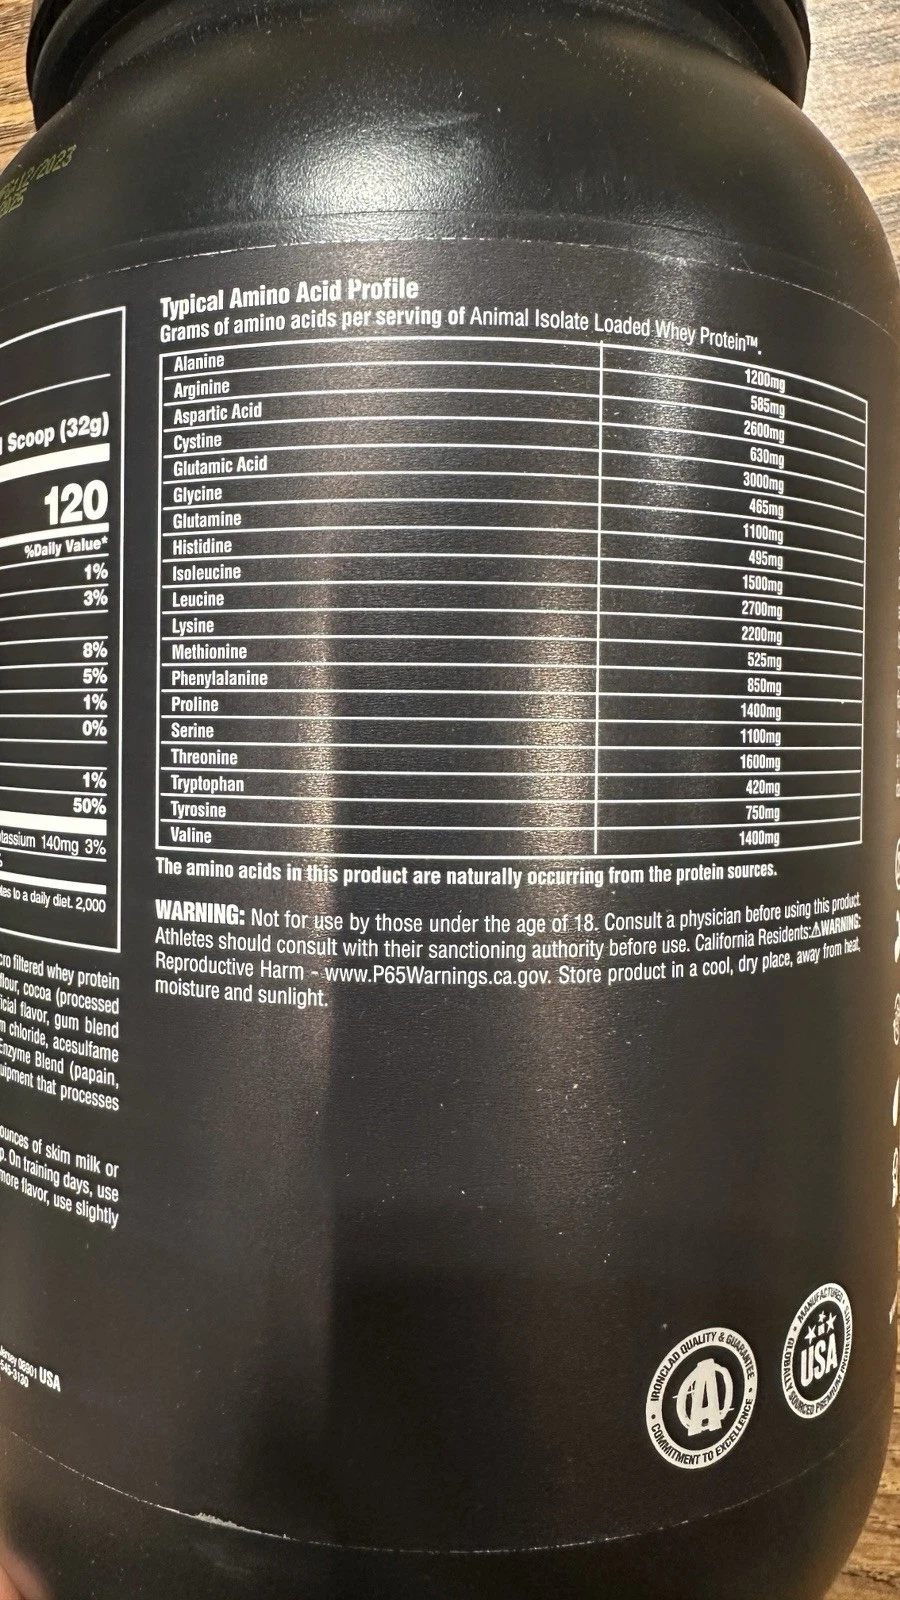 12/2023
2025
1 Scoop (32g)
120
%Daily Value*
1%
3%
8%
5%
1%
0%
1%
50%
tassium 140mg 3%
%
tes to a daily diet. 2,000
cro filtered whey protein
flour, cocoa (processed
icial flavor, gum blend
m chloride, acesulfame
Enzyme Blend (papain,
uipment that processes
ounces of skim milk or
p. On training days, use
more flavor, use slightly
Jersey 08901 USA
Typical Amino Acid Profile
Grams of amino acids per serving of Animal Isolate Loaded Whey Protein™.
Alanine 1200mg
Arginine 585mg
Aspartic Acid 2600mg
Cystine 630mg
Glutamic Acid 3000mg
Glycine 465mg
Glutamine 1100mg
Histidine 495mg
Isoleucine 1500mg
Leucine 2700mg
Lysine 2200mg
Methionine 525mg
Phenylalanine 850mg
Proline 1400mg
Serine 1100mg
Threonine 1600mg
Tryptophan 420mg
Tyrosine 750mg
Valine 1400mg
The amino acids in this product are naturally occurring from the protein sources.
WARNING: Not for use by those under the age of 18. Consult a physician before using this product.
Athletes should consult with their sanctioning authority before use. California Residents:⚠WARNING:
Reproductive Harm - www.P65Warnings.ca.gov. Store product in a cool, dry place, away from heat,
moisture and sunlight.
IRONCLAD QUALITY & GUARANTEE
A
COMMITMENT TO EXCELLENCE
MANUFACTURED
USA
GLOBALLY SOURCED PREMIUM INGREDIENTS